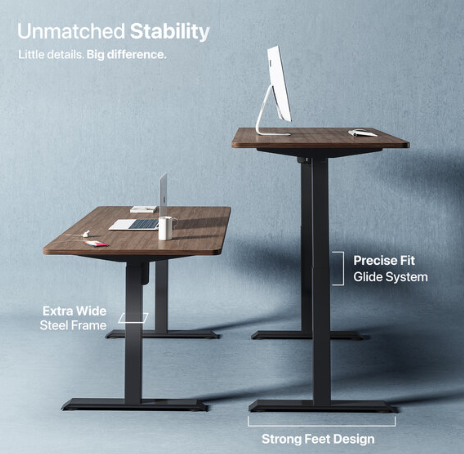 Unmatched Stability
Little details. Big difference.
Precise Fit
Glide System
Extra Wide
Steel Frame
Strong Feet Design